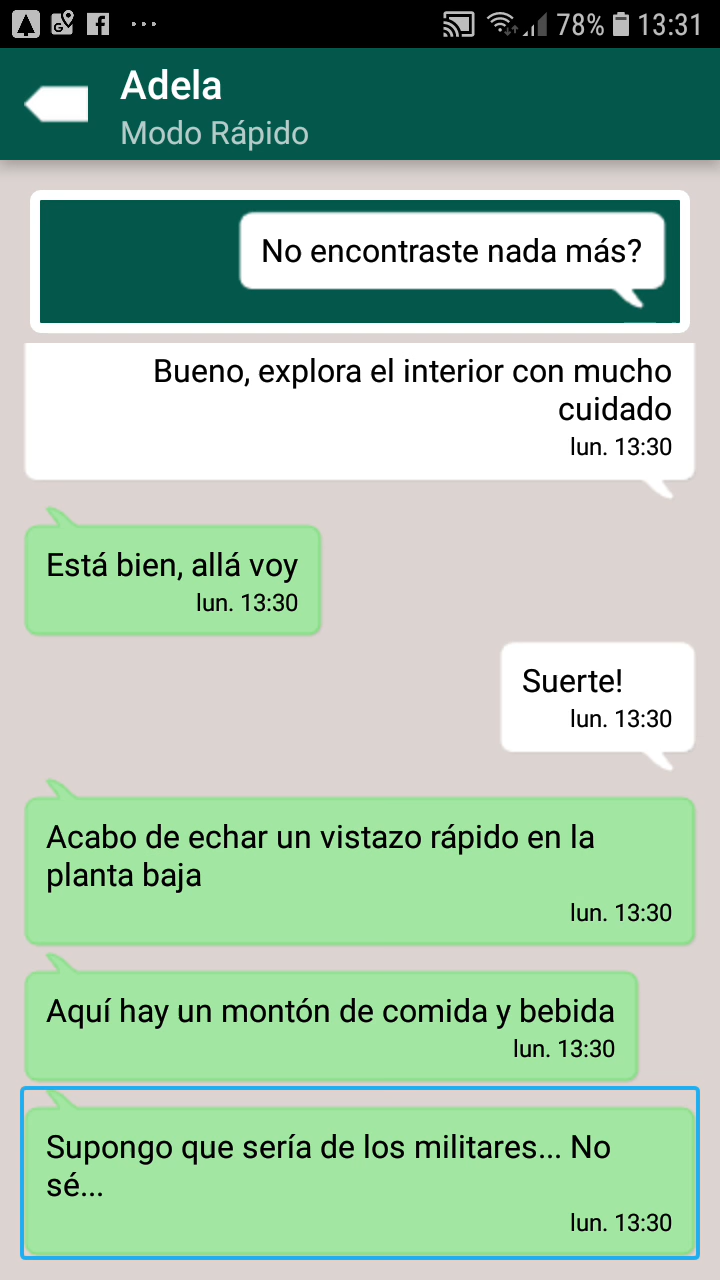 78% 13:31
Adela
Modo Rápido
No encontraste nada más?
Bueno, explora el interior con mucho
cuidado
lun. 13:30
Está bien, allá voy
lun. 13:30
Suerte!
lun. 13:30
Acabo de echar un vistazo rápido en la
planta baja
lun. 13:30
Aquí hay un montón de comida y bebida
lun. 13:30
Supongo que sería de los militares... No
sé...
lun. 13:30